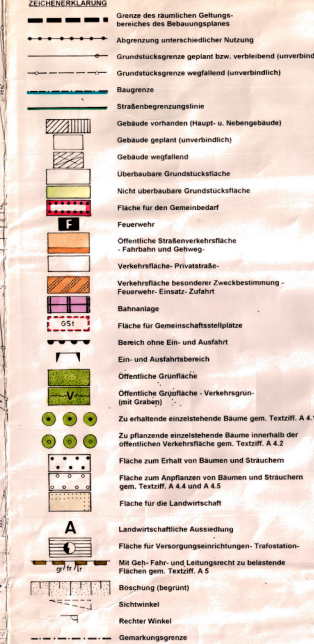 ZEICHENERKLÄRUNG
Grenze des räumlichen Geltungs-
bereiches des Bebauungsplanes
Abgrenzung unterschiedlicher Nutzung
Grundstücksgrenze geplant bzw. verbleibend (unverbind
Grundstücksgrenze wegfallend (unverbindlich)
Baugrenze
Straßenbegrenzungslinie
Gebäude vorhanden (Haupt- u. Nebengebäude)
Gebäude geplant (unverbindlich)
Gebäude wegfallend
Überbaubare Grundstücksfläche
Nicht überbaubare Grundstücksfläche
Fläche für den Gemeinbedarf
F Feuerwehr
Öffentliche Straßenverkehrsfläche
- Fahrbahn und Gehweg-
Verkehrsfläche- Privatstraße-
Verkehrsfläche besonderer Zweckbestimmung -
Feuerwehr- Einsatz- Zufahrt
Bahnanlage
GSt Fläche für Gemeinschaftsstellplätze
Bereich ohne Ein- und Ausfahrt
Ein- und Ausfahrtsbereich
Öffentliche Grünfläche
V Öffentliche Grünfläche - Verkehrsgrün-
(mit Graben)
Zu erhaltende einzelstehende Bäume gem. Textziff. A 4.1
Zu pflanzende einzelstehende Bäume innerhalb der
öffentlichen Verkehrsfläche gem. Textziff. A 4.2
Fläche zum Erhalt von Bäumen und Sträuchern
Fläche zum Anpflanzen von Bäumen und Sträuchern
gem. Textziff. A 4.4 und A 4.5
Fläche für die Landwirtschaft
A Landwirtschaftliche Aussiedlung
Fläche für Versorgungseinrichtungen- Trafostation-
gr/fr/lr Mit Geh- Fahr- und Leitungsrecht zu belastende
Flächen gem. Textziff. A 5
Böschung (begrünt)
Sichtwinkel
Rechter Winkel
Gemarkungsgrenze